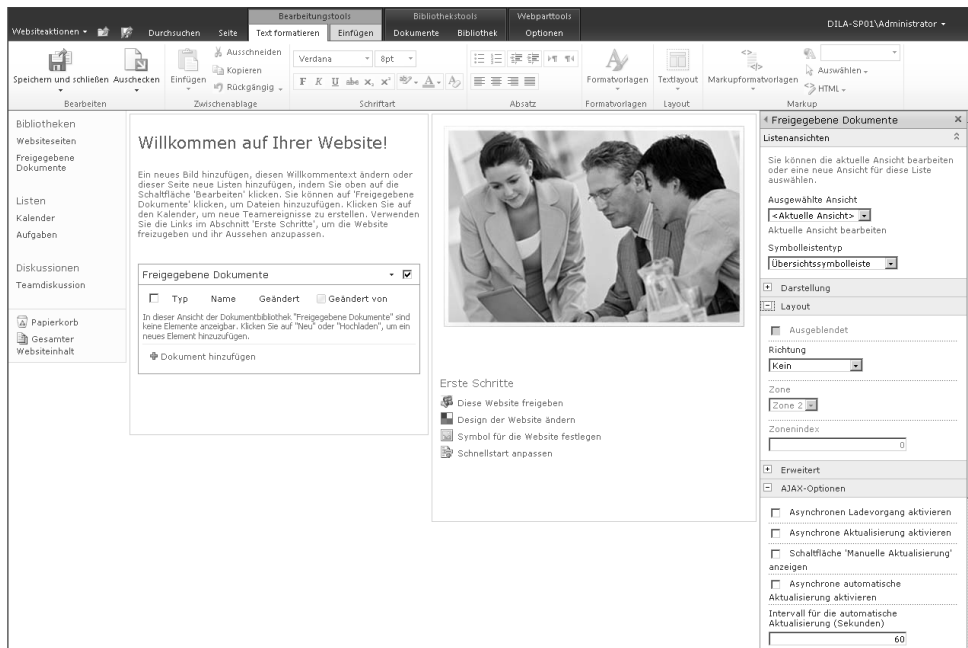 Bearbeitungstools
Bibliothekstools
Webparttools
DILA-SP01\Administrator
Websiteaktionen
Durchsuchen
Seite
Text formatieren
Einfügen
Dokumente
Bibliothek
Optionen
Speichern und schließen
Auschecken
Bearbeiten
Einfügen
Ausschneiden
Kopieren
Rückgängig
Zwischenablage
Verdana
8pt
F K U abc x, x² A
Schriftart
Absatz
Formatvorlagen
Formatvorlagen
Textlayout
Layout
Markupformatvorlagen
Auswählen
HTML
Markup
Bibliotheken
Websiteseiten
Freigegebene
Dokumente
Listen
Kalender
Aufgaben
Diskussionen
Teamdiskussion
Papierkorb
Gesamter
Websiteinhalt
Willkommen auf Ihrer Website!
Ein neues Bild hinzufügen, diesen Willkommentext ändern oder
dieser Seite neue Listen hinzufügen, indem Sie oben auf die
Schaltfläche 'Bearbeiten' klicken. Sie können auf 'Freigegebene
Dokumente' klicken, um Dateien hinzuzufügen. Klicken Sie auf
den Kalender, um neue Teamereignisse zu erstellen. Verwenden
Sie die Links im Abschnitt 'Erste Schritte', um die Website
freizugeben und ihr Aussehen anzupassen.
Freigegebene Dokumente
Typ Name Geändert Geändert von
In dieser Ansicht der Dokumentbibliothek "Freigegebene Dokumente" sind
keine Elemente anzeigbar. Klicken Sie auf "Neu" oder "Hochladen", um ein
neues Element hinzuzufügen.
Dokument hinzufügen
Erste Schritte
Diese Website freigeben
Design der Website ändern
Symbol für die Website festlegen
Schnellstart anpassen
Freigegebene Dokumente
Listenansichten
Sie können die aktuelle Ansicht bearbeiten
oder eine neue Ansicht für diese Liste
auswählen.
Ausgewählte Ansicht
<Aktuelle Ansicht>
Aktuelle Ansicht bearbeiten
Symbolleistentyp
Übersichtssymbolleiste
Darstellung
Layout
Ausgeblendet
Richtung
Kein
Zone
Zone 2
Zonenindex
0
Erweitert
AJAX-Optionen
Asynchronen Ladevorgang aktivieren
Asynchrone Aktualisierung aktivieren
Schaltfläche 'Manuelle Aktualisierung'
anzeigen
Asynchrone automatische
Aktualisierung aktivieren
Intervall für die automatische
Aktualisierung (Sekunden)
60